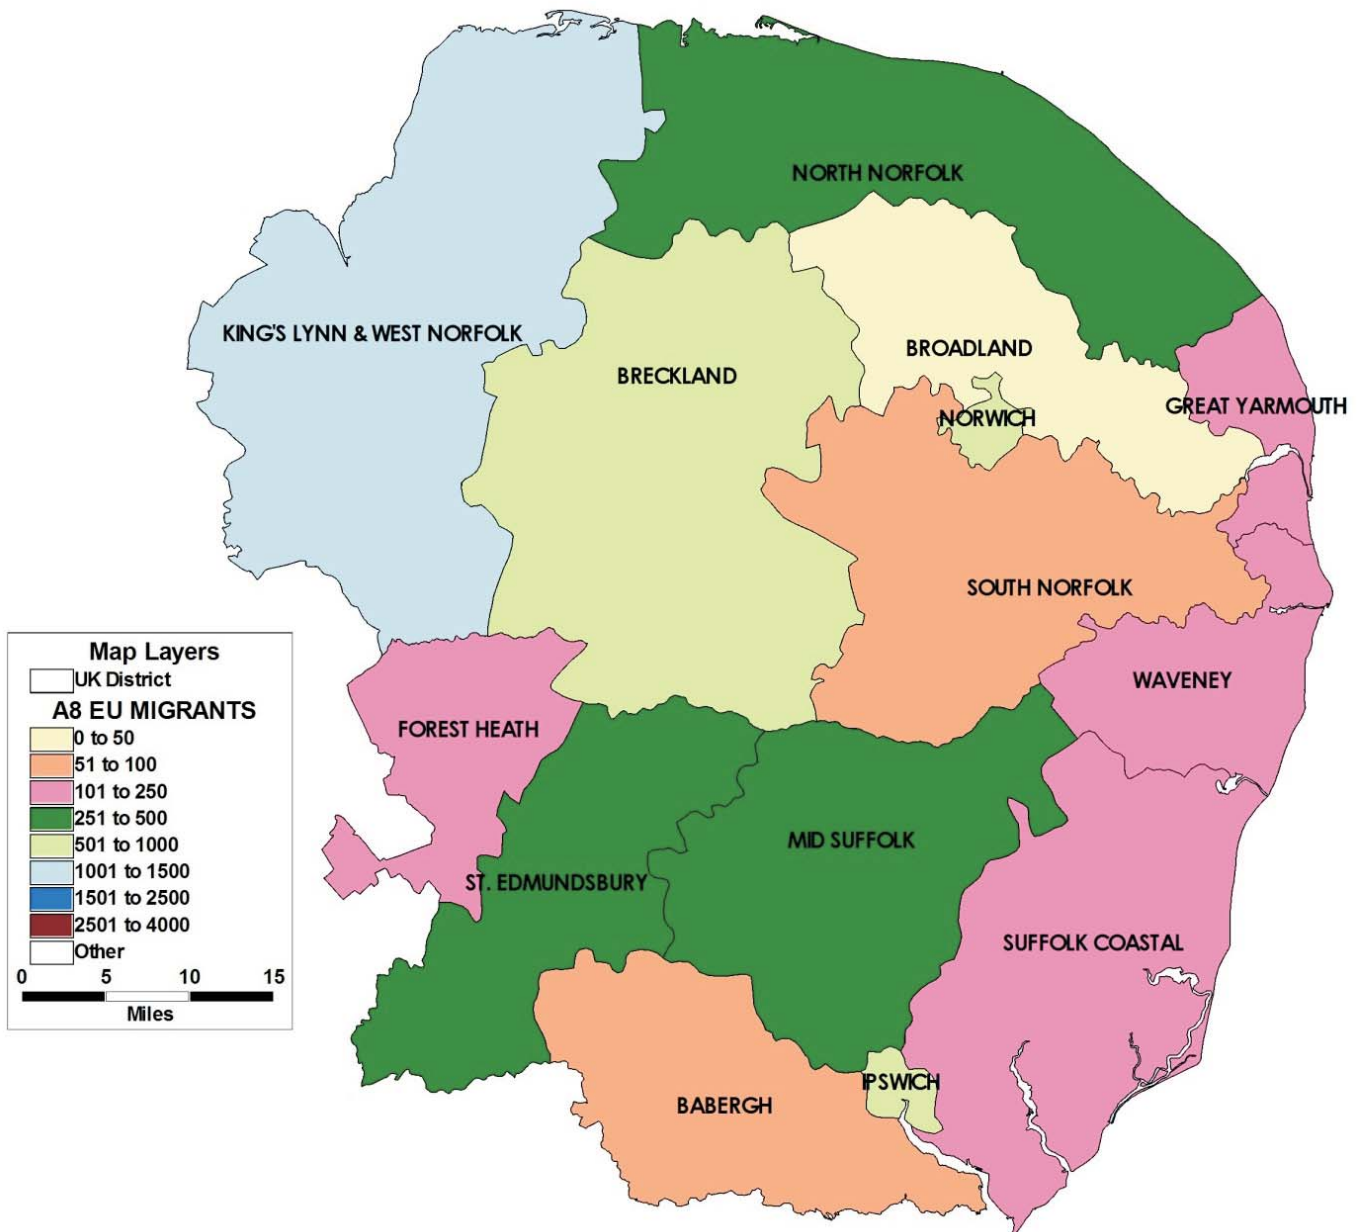 NORTH NORFOLK
KING'S LYNN & WEST NORFOLK
BROADLAND
BRECKLAND
GREAT YARMOUTH
NORWICH
SOUTH NORFOLK
WAVENEY
FOREST HEATH
MID SUFFOLK
ST. EDMUNDSBURY
SUFFOLK COASTAL
IPSWICH
BABERGH
Map Layers
UK District
A8 EU MIGRANTS
0 to 50
51 to 100
101 to 250
251 to 500
501 to 1000
1001 to 1500
1501 to 2500
2501 to 4000
Other
0 5 10 15
Miles